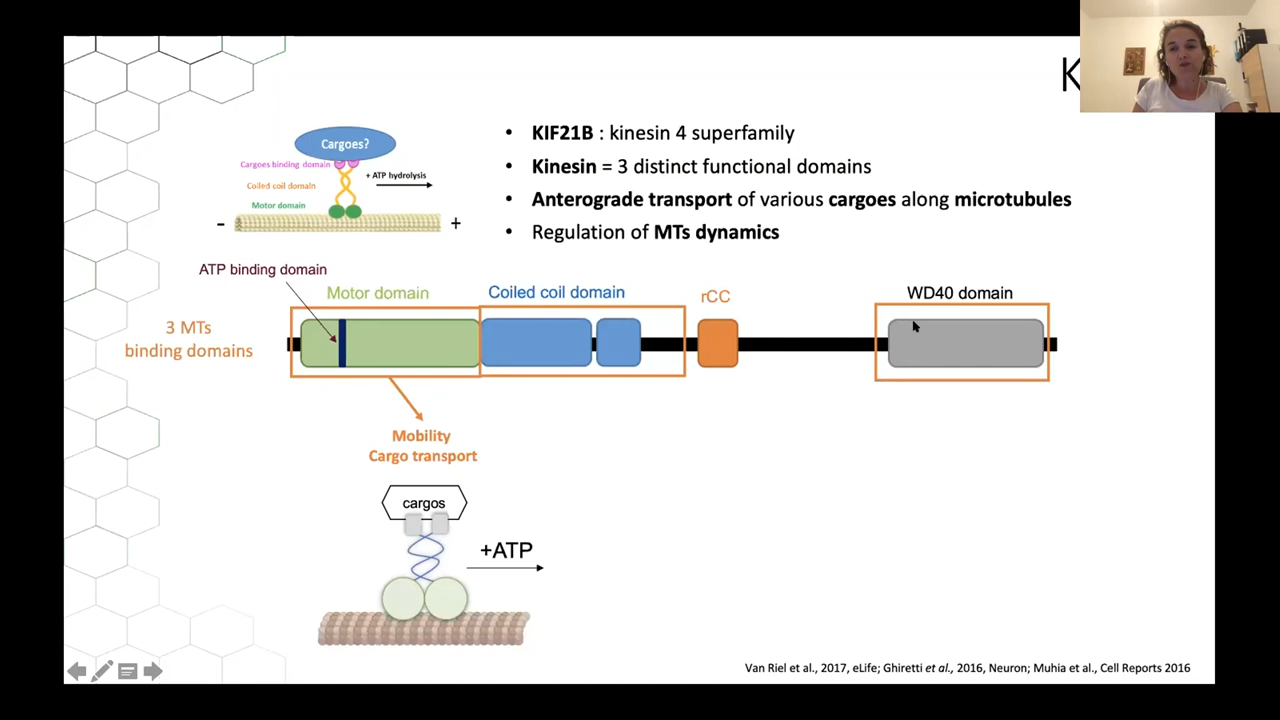 K
• KIF21B : kinesin 4 superfamily
• Kinesin = 3 distinct functional domains
• Anterograde transport of various cargoes along microtubules
• Regulation of MTs dynamics
Cargoes?
Cargoes binding domain
+ ATP hydrolysis
Coiled coil domain
Motor domain
-
+
ATP binding domain
Motor domain
Coiled coil domain
rCC
WD40 domain
3 MTs
binding domains
Mobility
Cargo transport
cargos
+ATP
Van Riel et al., 2017, eLife; Ghiretti et al., 2016, Neuron; Muhia et al., Cell Reports 2016